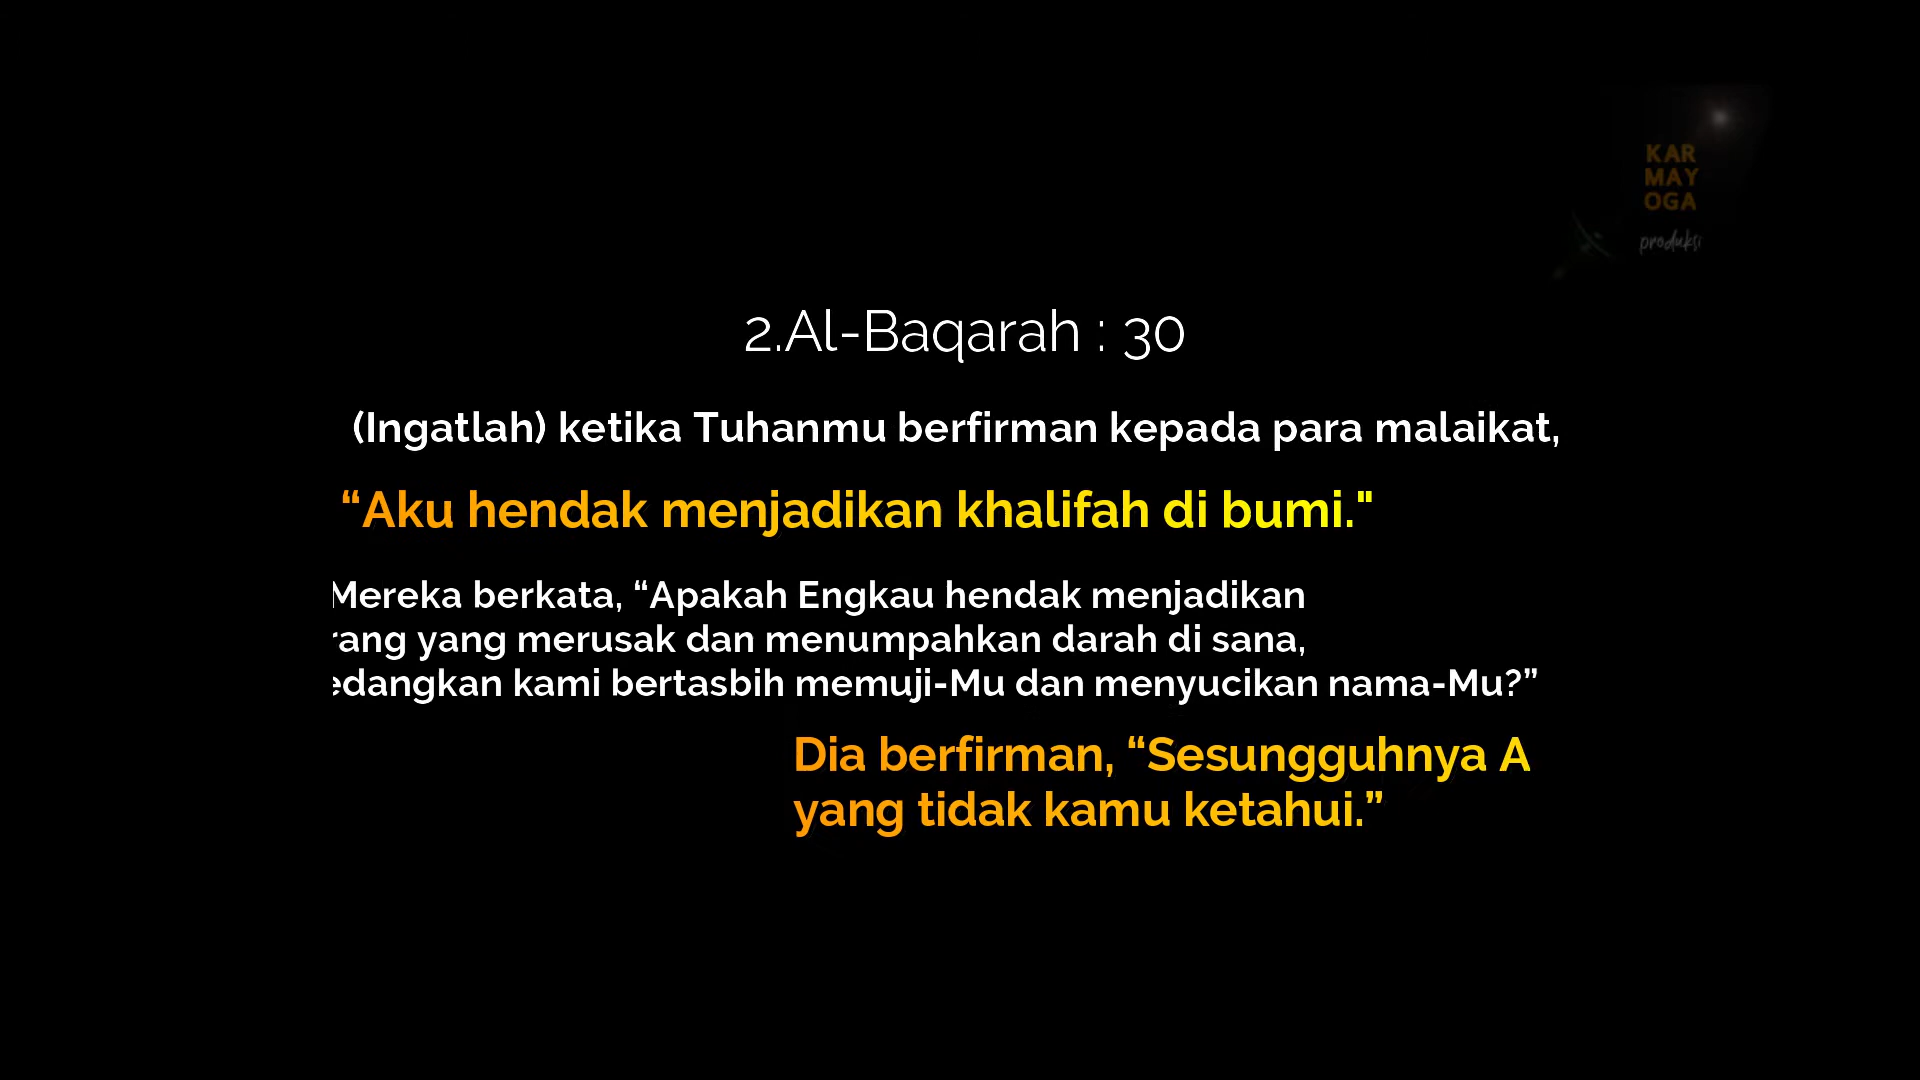 KAR
MAY
OGA
produksi
2.Al-Baqarah : 30
(Ingatlah) ketika Tuhanmu berfirman kepada para malaikat,
“Aku hendak menjadikan khalifah di bumi."
Mereka berkata, “Apakah Engkau hendak menjadikan
rang yang merusak dan menumpahkan darah di sana,
edangkan kami bertasbih memuji-Mu dan menyucikan nama-Mu?”
Dia berfirman, “Sesungguhnya A
yang tidak kamu ketahui.”